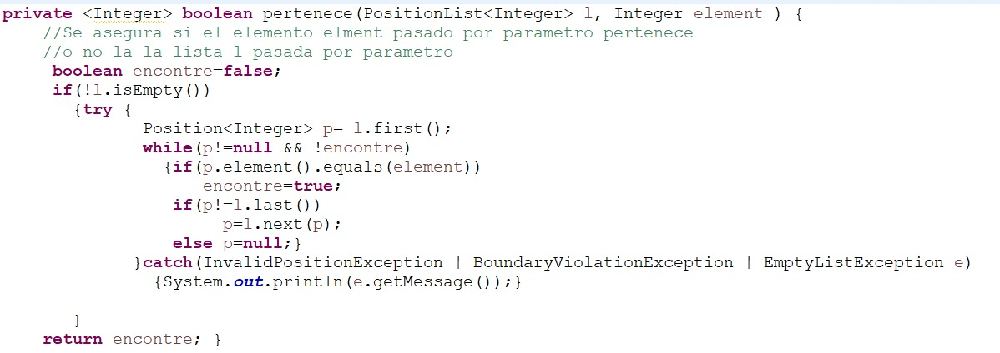 private <Integer> boolean pertenece(PositionList<Integer> l, Integer element ) {
//Se asegura si el elemento elment pasado por parametro pertenece
//o no la la lista l pasada por parametro
boolean encontre=false;
if(!l.isEmpty())
{try {
Position<Integer> p= l.first();
while(p!=null && !encontre)
{if(p.element().equals(element))
encontre=true;
if(p!=l.last())
p=l.next(p);
else p=null;}
}catch(InvalidPositionException | BoundaryViolationException | EmptyListException e)
{System.out.println(e.getMessage());}
}
return encontre; }